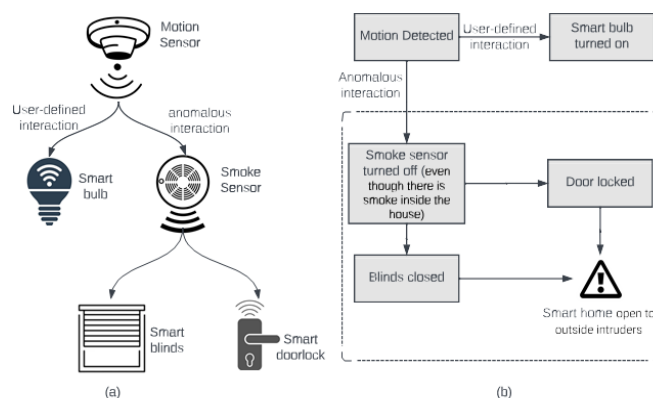 Motion
Sensor
User-defined
interaction
anomalous
interaction
Smart
bulb
Smoke
Sensor
Smart
blinds
Smart
doorlock
(a)
Motion Detected
User-defined
interaction
Smart bulb
turned on
Anomalous
interaction
Smoke sensor
turned off (even
though there is
smoke inside the
house)
Door locked
Blinds closed
Smart home open to
outside intruders
(b)